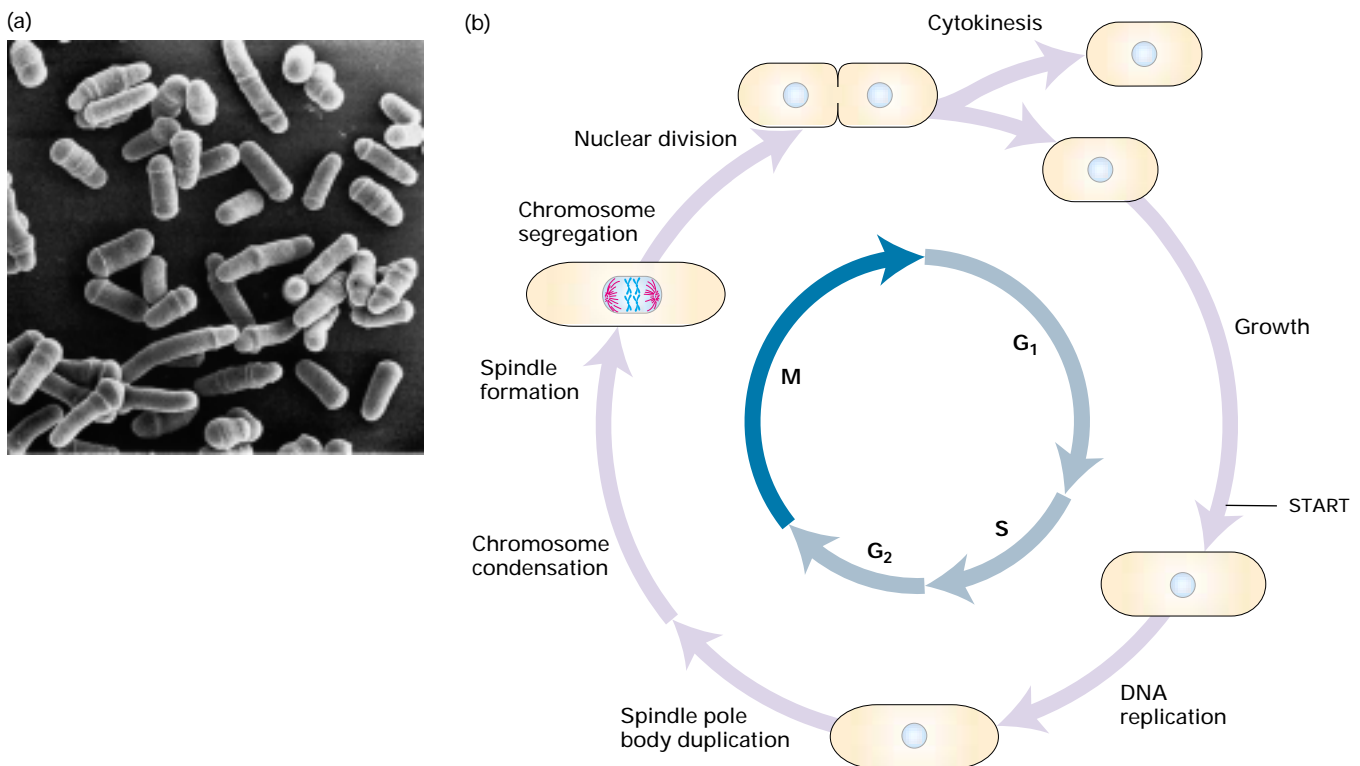 (a)
(b)
Cytokinesis
Nuclear division
Chromosome
segregation
Spindle
formation
Chromosome
condensation
Spindle pole
body duplication
DNA
replication
START
Growth
M
G₁
S
G₂